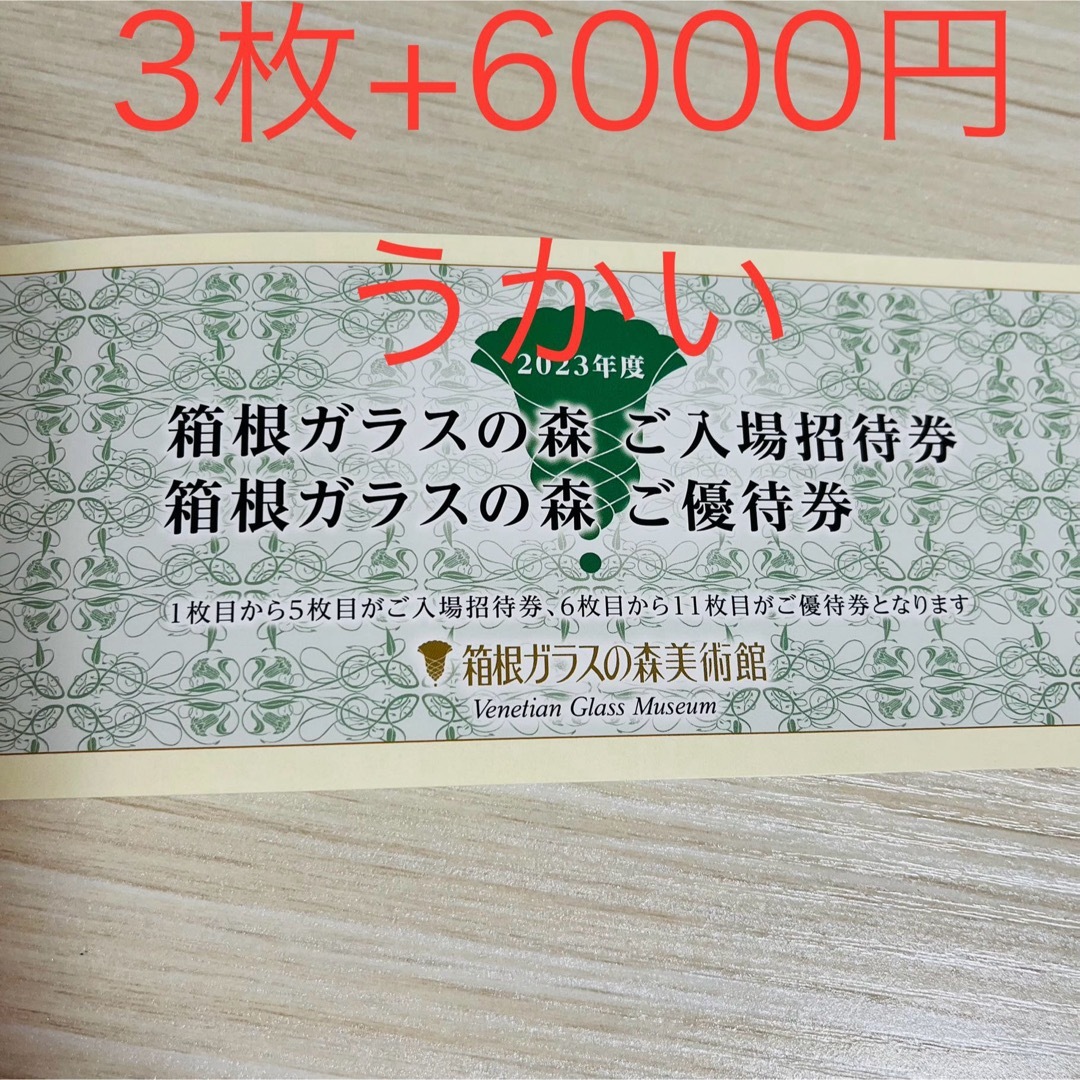 3枚+6000円
うかい
2023年度
箱根ガラスの森 ご入場招待券
箱根ガラスの森 ご優待券
1枚目から5枚目がご入場招待券、6枚目から11枚目がご優待券となります
箱根ガラスの森美術館
Venetian Glass Museum